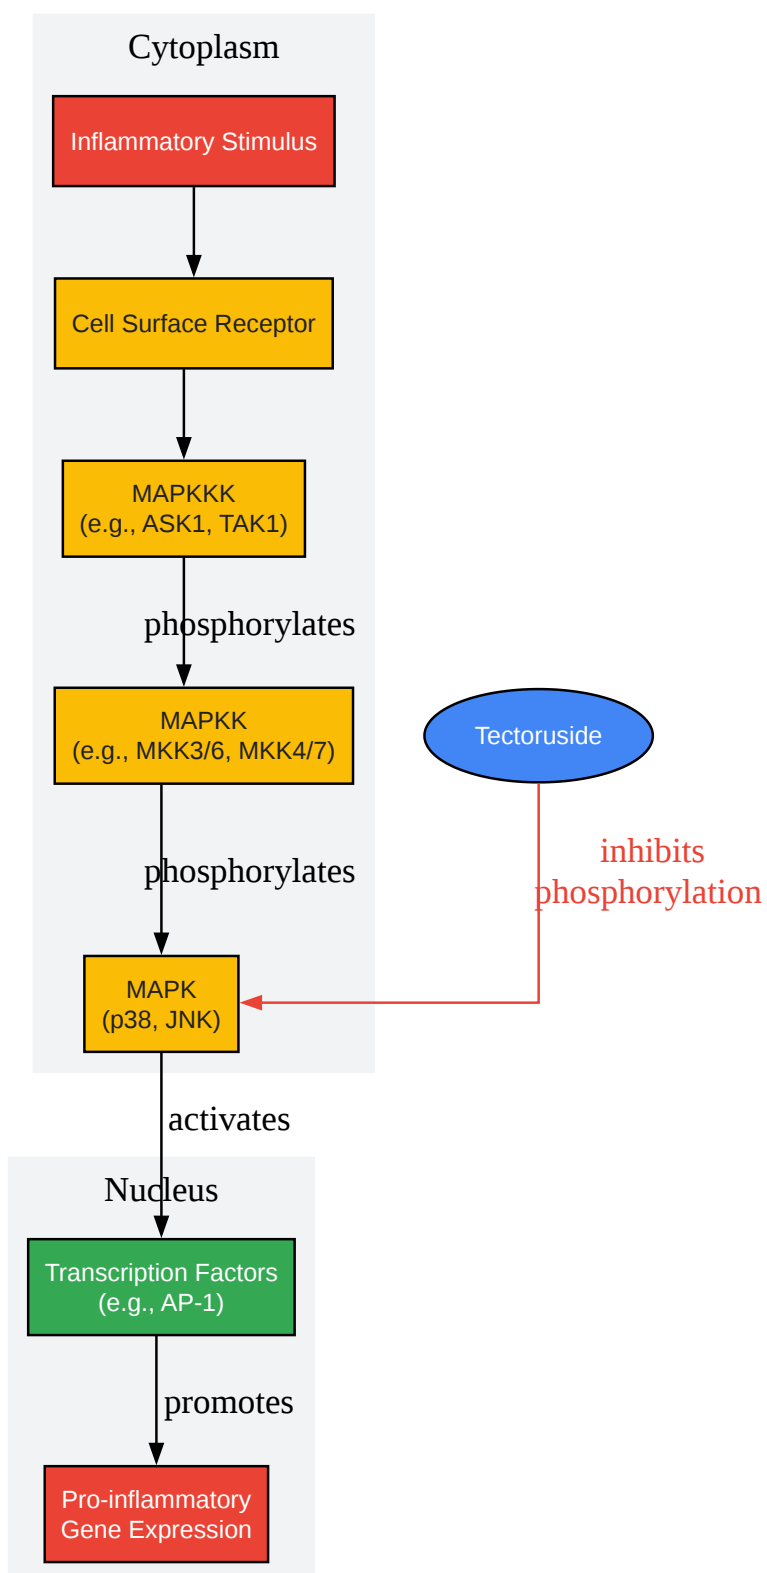 Cytoplasm
Inflammatory Stimulus
Cell Surface Receptor
MAPKKK
(e.g., ASK1, TAK1)
phosphorylates
MAPKK
(e.g., MKK3/6, MKK4/7)
Tectoruside
phosphorylates
inhibits
phosphorylation
MAPK
(p38, JNK)
activates
Nucleus
Transcription Factors
(e.g., AP-1)
promotes
Pro-inflammatory
Gene Expression